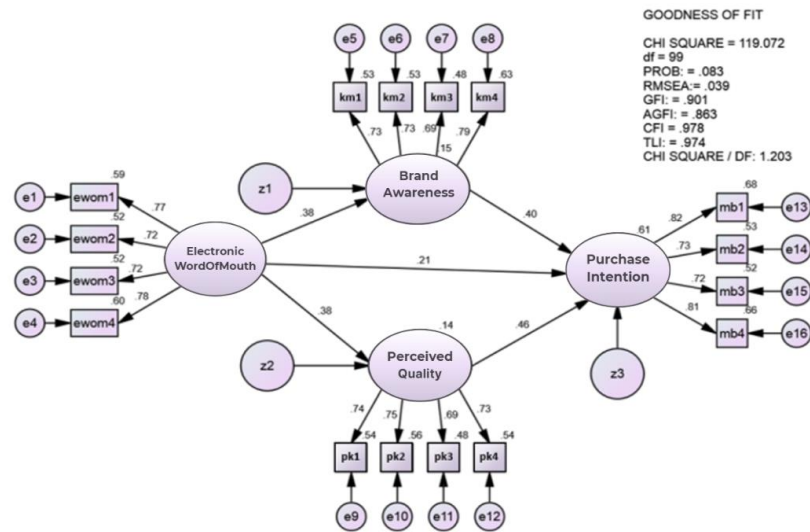 GOODNESS OF FIT
CHI SQUARE = 119.072
df = 99
PROB: = .083
RMSEA:= .039
GFI: = .901
AGFI: = .863
CFI: = .978
TLI: = .974
CHI SQUARE / DF: 1.203
e5 e6 e7 e8
.53 .53 .48 .63
km1 km2 km3 km4
.73 .73 .69 .79
15
Brand
Awareness
z1
.59
e1 ewom1
.77
.52
e2 ewom2
.72
.52
e3 ewom3
.72
.60
e4 ewom4
.78
Electronic
WordOfMouth
.38
.40
.21
.38
.46
.61
Purchase
Intention
z3
.68
.82 mb1 e13
.53
.73 mb2 e14
.52
.72 mb3 e15
.66
.81 mb4 e16
z2
.14
Perceived
Quality
.74 .75 .69 .73
.54 .56 .48 .54
pk1 pk2 pk3 pk4
e9 e10 e11 e12